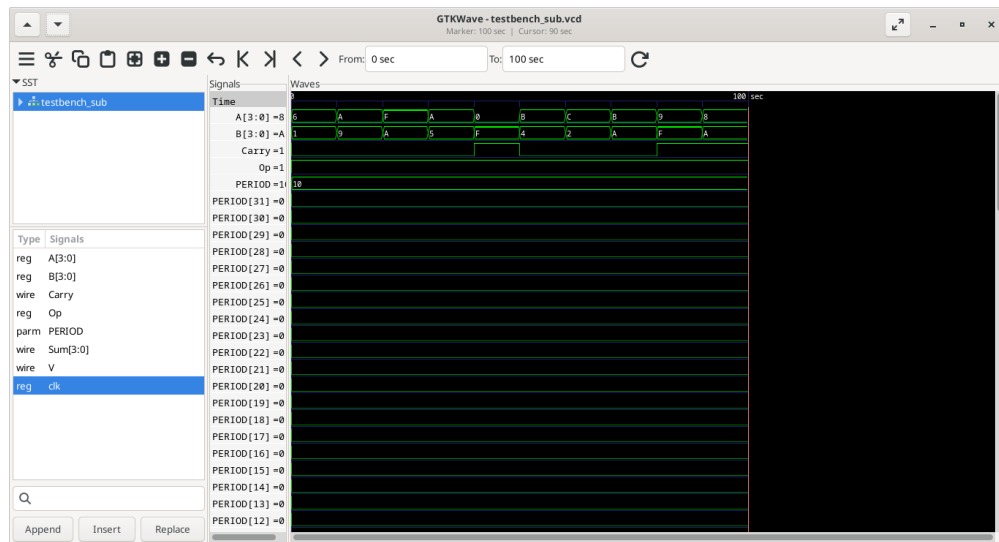 GTKWave - testbench_sub.vcd
Marker: 100 sec | Cursor: 90 sec
From: 0 sec To: 100 sec
SST
testbench_sub
Type Signals
reg A[3:0]
reg B[3:0]
wire Carry
reg Op
parm PERIOD
wire Sum[3:0]
wire V
reg clk
Append Insert Replace
Signals
Time
A[3:0] =8
B[3:0] =A
Carry =1
Op =1
PERIOD =10
PERIOD[31] =0
PERIOD[30] =0
PERIOD[29] =0
PERIOD[28] =0
PERIOD[27] =0
PERIOD[26] =0
PERIOD[25] =0
PERIOD[24] =0
PERIOD[23] =0
PERIOD[22] =0
PERIOD[21] =0
PERIOD[20] =0
PERIOD[19] =0
PERIOD[18] =0
PERIOD[17] =0
PERIOD[16] =0
PERIOD[15] =0
PERIOD[14] =0
PERIOD[13] =0
PERIOD[12] =0
Waves
0 100 sec
6 A F A 0 B C B 9 8
1 9 A 5 F 4 2 A F A
10